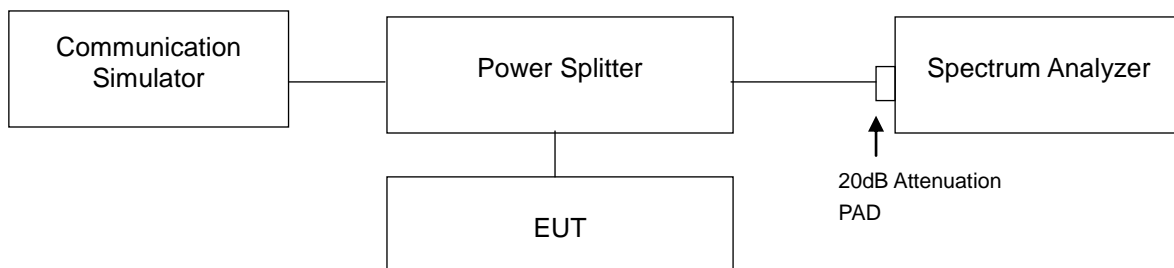 Communication
Simulator
Power Splitter
Spectrum Analyzer
20dB Attenuation
PAD
EUT